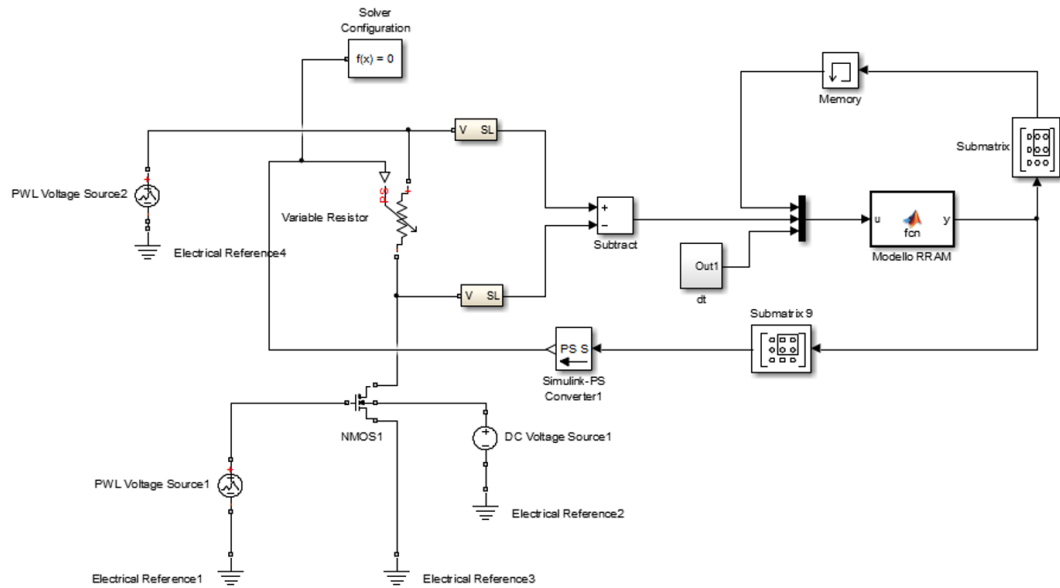 Solver
Configuration
f(x) = 0
Memory
Submatrix
V SL
PWL Voltage Source2
PS
+
Variable Resistor
-
Electrical Reference4
+
−
Subtract
u fcn y
Modello RRAM
Out1
dt
V SL
Submatrix 9
PS S
Simulink-PS
Converter1
NMOS1
DC Voltage Source1
PWL Voltage Source1
Electrical Reference2
Electrical Reference1
Electrical Reference3